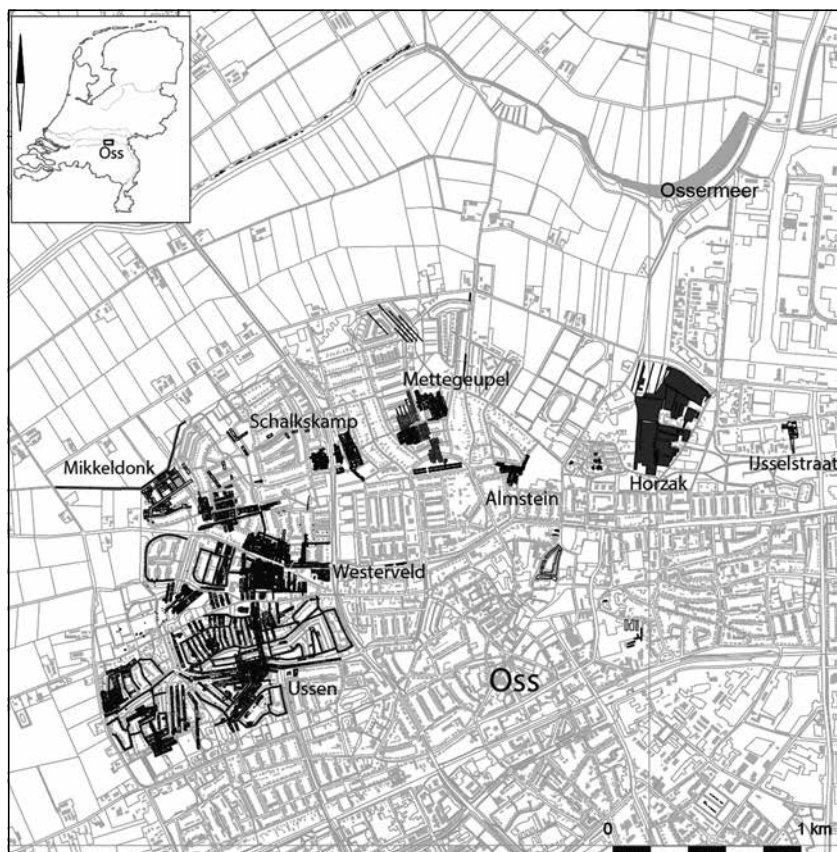 Oss
Ossermeer
Mettegeupel
Schalkskamp
Mikkeldonk
Almstein
Horzak
IJsselstraat
Westerveld
Ussen
Oss
0 1 km